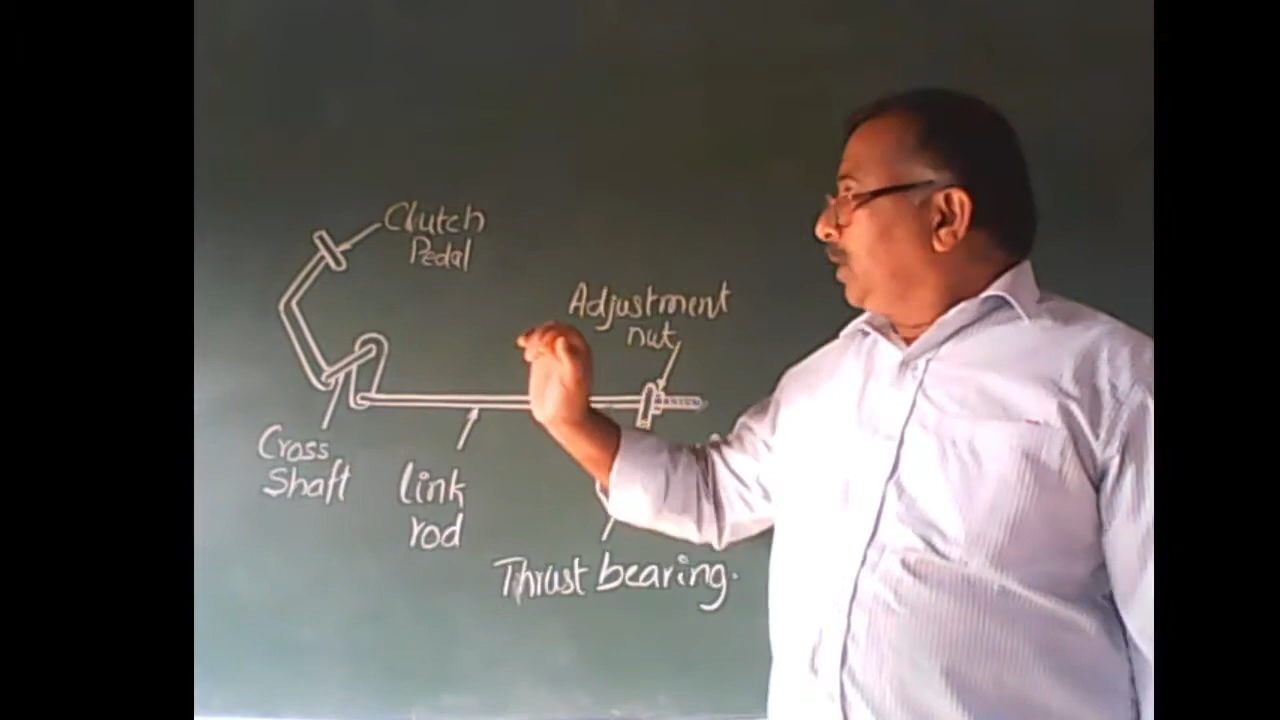 Clutch
Pedal
Adjustment
nut
Cross
Shaft
Link
rod
Thrust bearing.